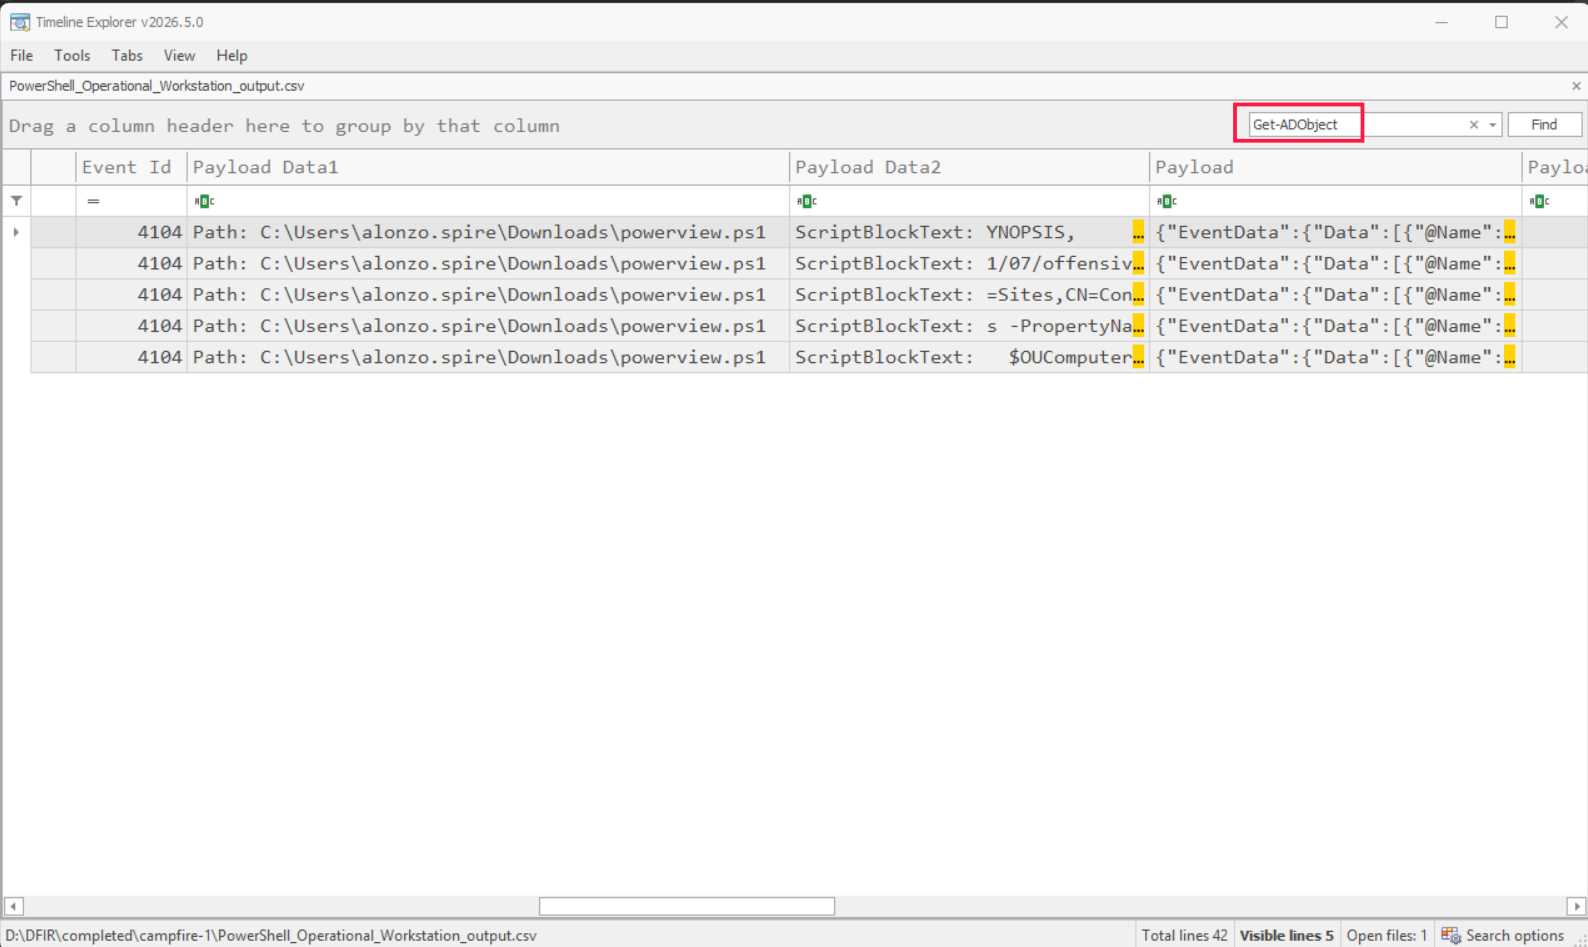 Timeline Explorer v2026.5.0
File Tools Tabs View Help
PowerShell_Operational_Workstation_output.csv
Drag a column header here to group by that column
Get-ADObject
Find
Event Id Payload Data1 Payload Data2 Payload Payloa
= ABC ABC ABC ABC
4104 Path: C:\Users\alonzo.spire\Downloads\powerview.ps1 ScriptBlockText: YNOPSIS, … {"EventData":{"Data":[{"@Name":…
4104 Path: C:\Users\alonzo.spire\Downloads\powerview.ps1 ScriptBlockText: 1/07/offensiv… {"EventData":{"Data":[{"@Name":…
4104 Path: C:\Users\alonzo.spire\Downloads\powerview.ps1 ScriptBlockText: =Sites,CN=Con… {"EventData":{"Data":[{"@Name":…
4104 Path: C:\Users\alonzo.spire\Downloads\powerview.ps1 ScriptBlockText: s -PropertyNa… {"EventData":{"Data":[{"@Name":…
4104 Path: C:\Users\alonzo.spire\Downloads\powerview.ps1 ScriptBlockText: $OUComputer… {"EventData":{"Data":[{"@Name":…
D:\DFIR\completed\campfire-1\PowerShell_Operational_Workstation_output.csv Total lines 42 Visible lines 5 Open files: 1 Search options